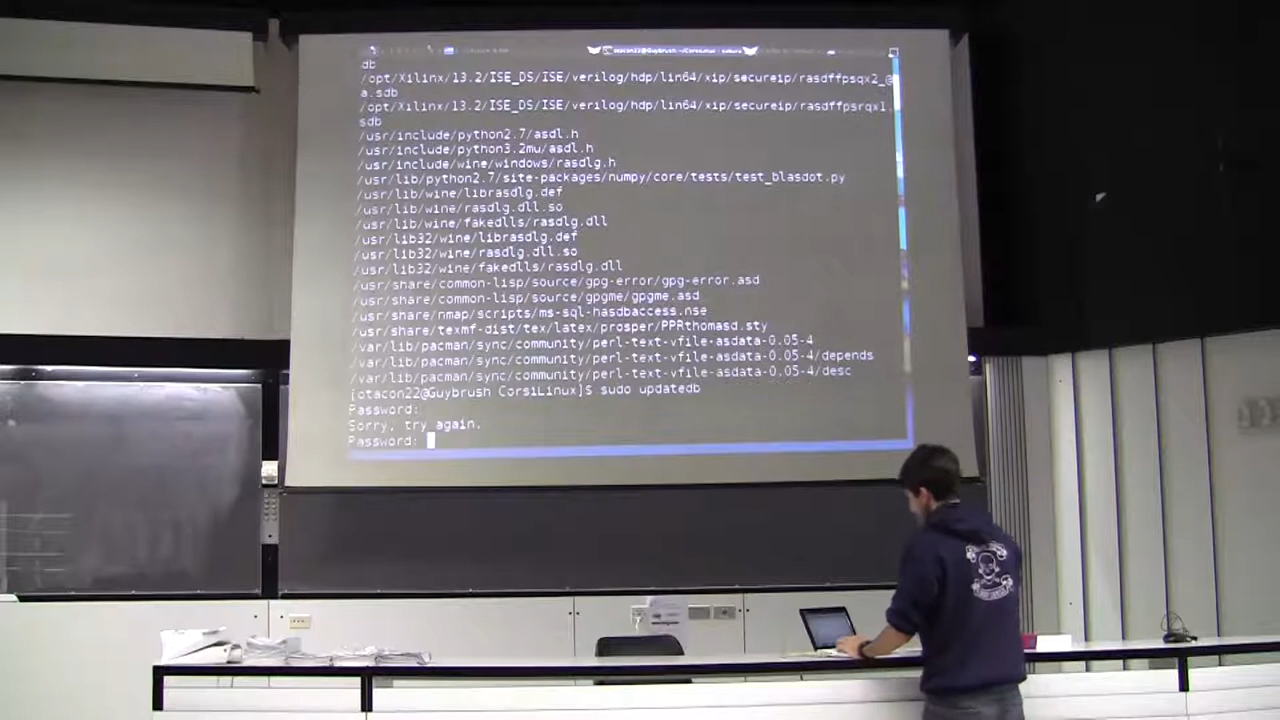 otacon22@Guybrush:~/CorsiLinux
db
/opt/Xilinx/13.2/ISE_DS/ISE/verilog/hdp/lin64/xip/secureip/rasdffpsqx2_@
a.sdb
/opt/Xilinx/13.2/ISE_DS/ISE/verilog/hdp/lin64/xip/secureip/rasdffpsrqx1.
sdb
/usr/include/python2.7/asdl.h
/usr/include/python3.2mu/asdl.h
/usr/include/wine/windows/rasdlg.h
/usr/lib/python2.7/site-packages/numpy/core/tests/test_blasdot.py
/usr/lib/wine/librasdlg.def
/usr/lib/wine/rasdlg.dll.so
/usr/lib/wine/fakedlls/rasdlg.dll
/usr/lib32/wine/librasdlg.def
/usr/lib32/wine/rasdlg.dll.so
/usr/lib32/wine/fakedlls/rasdlg.dll
/usr/share/common-lisp/source/gpg-error/gpg-error.asd
/usr/share/common-lisp/source/gpgme/gpgme.asd
/usr/share/nmap/scripts/ms-sql-hasdbaccess.nse
/usr/share/texmf-dist/tex/latex/prosper/PPRthomasd.sty
/var/lib/pacman/sync/community/perl-text-vfile-asdata-0.05-4
/var/lib/pacman/sync/community/perl-text-vfile-asdata-0.05-4/depends
/var/lib/pacman/sync/community/perl-text-vfile-asdata-0.05-4/desc
[otacon22@Guybrush CorsiLinux]$ sudo updatedb
Password:
Sorry, try again.
Password: